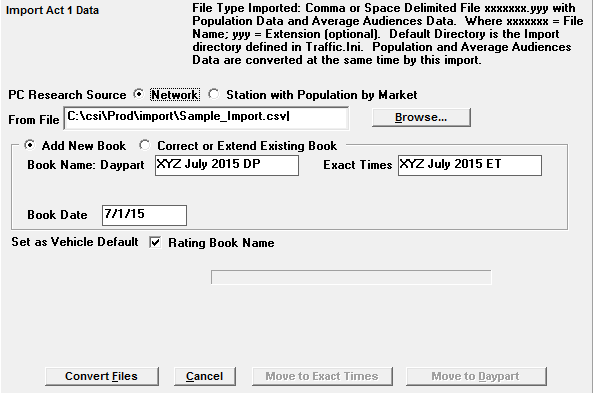 Import Act 1 Data
File Type Imported: Comma or Space Delimited File xxxxxxx.yyy with
Population Data and Average Audiences Data. Where xxxxxxx = File
Name; yyy = Extension (optional). Default Directory is the Import
directory defined in Traffic.Ini. Population and Average Audiences
Data are converted at the same time by this import.
PC Research Source Network Station with Population by Market
From File C:\csi\Prod\import\Sample_Import.csv Browse...
Add New Book Correct or Extend Existing Book
Book Name: Daypart XYZ July 2015 DP Exact Times XYZ July 2015 ET
Book Date 7/1/15
Set as Vehicle Default Rating Book Name
Convert Files Cancel Move to Exact Times Move to Daypart